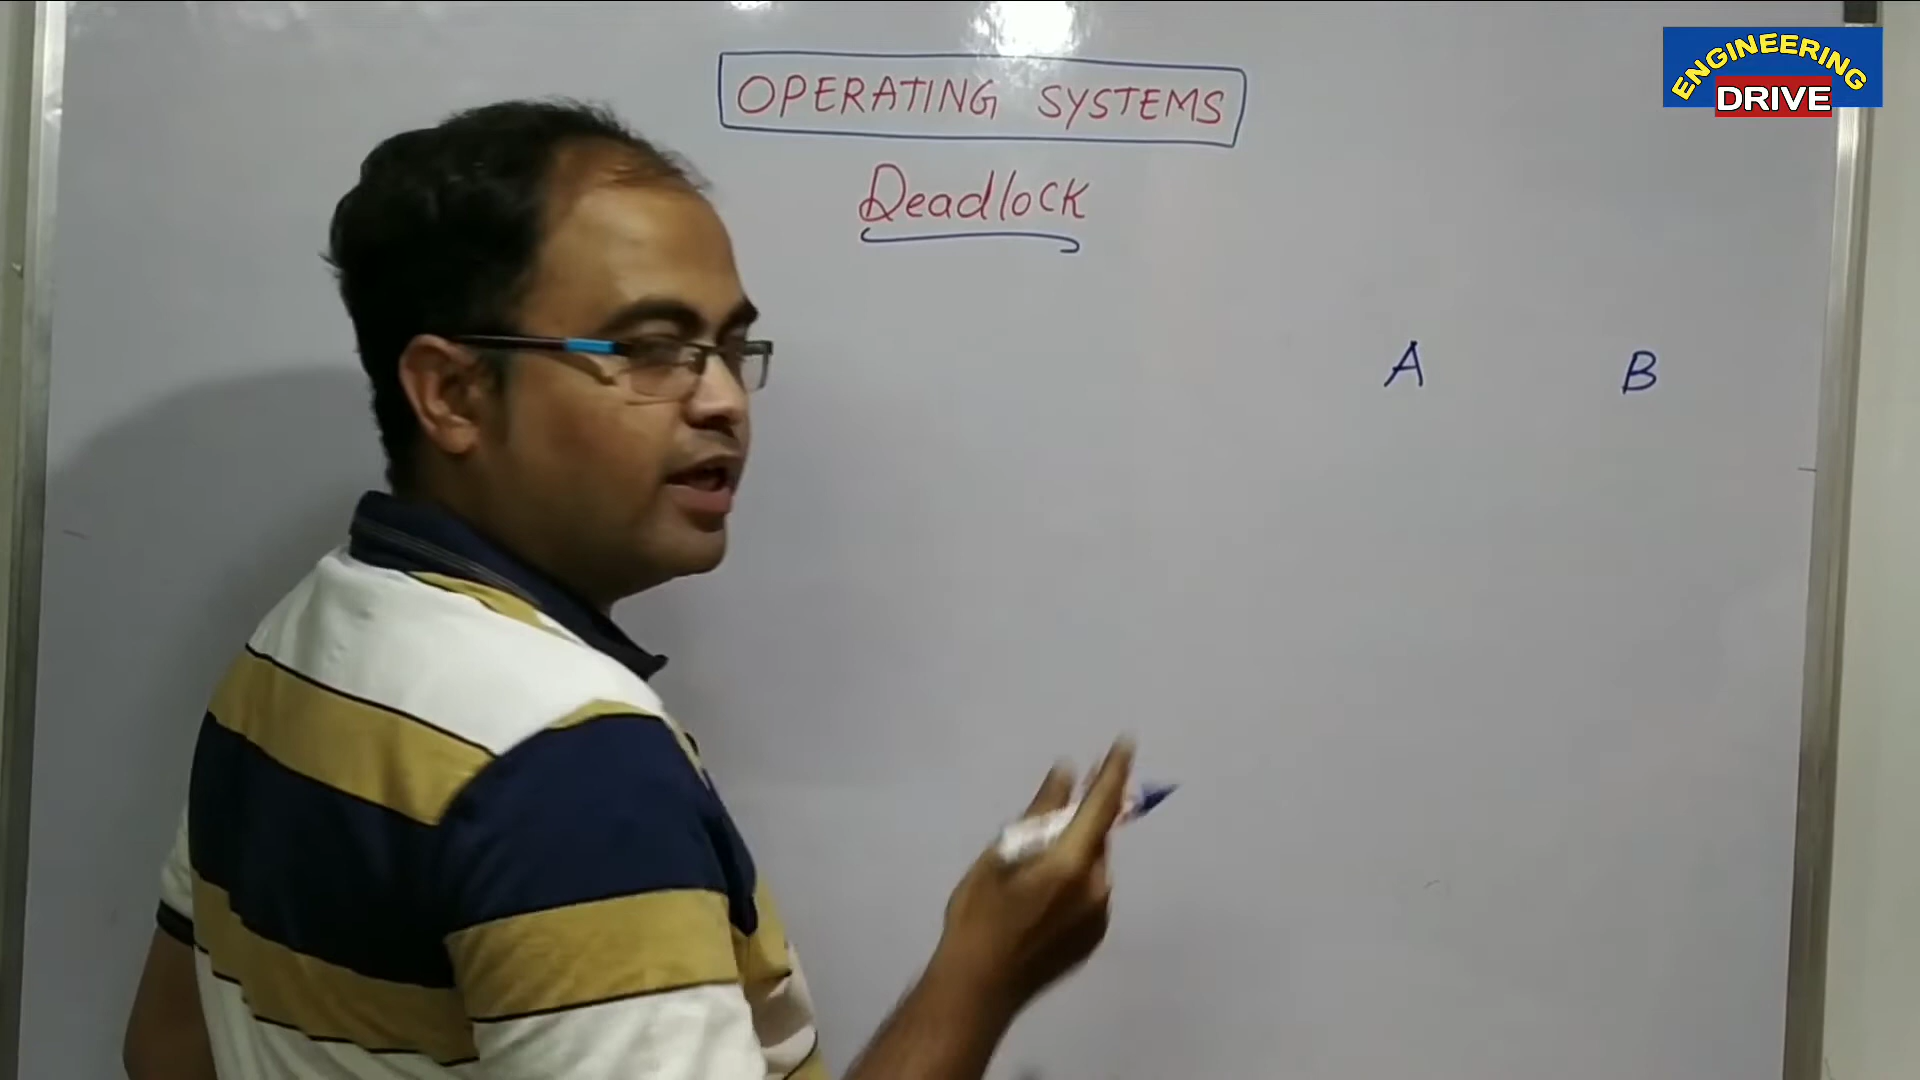 ENGINEERING
DRIVE
OPERATING SYSTEMS
Deadlock
A B